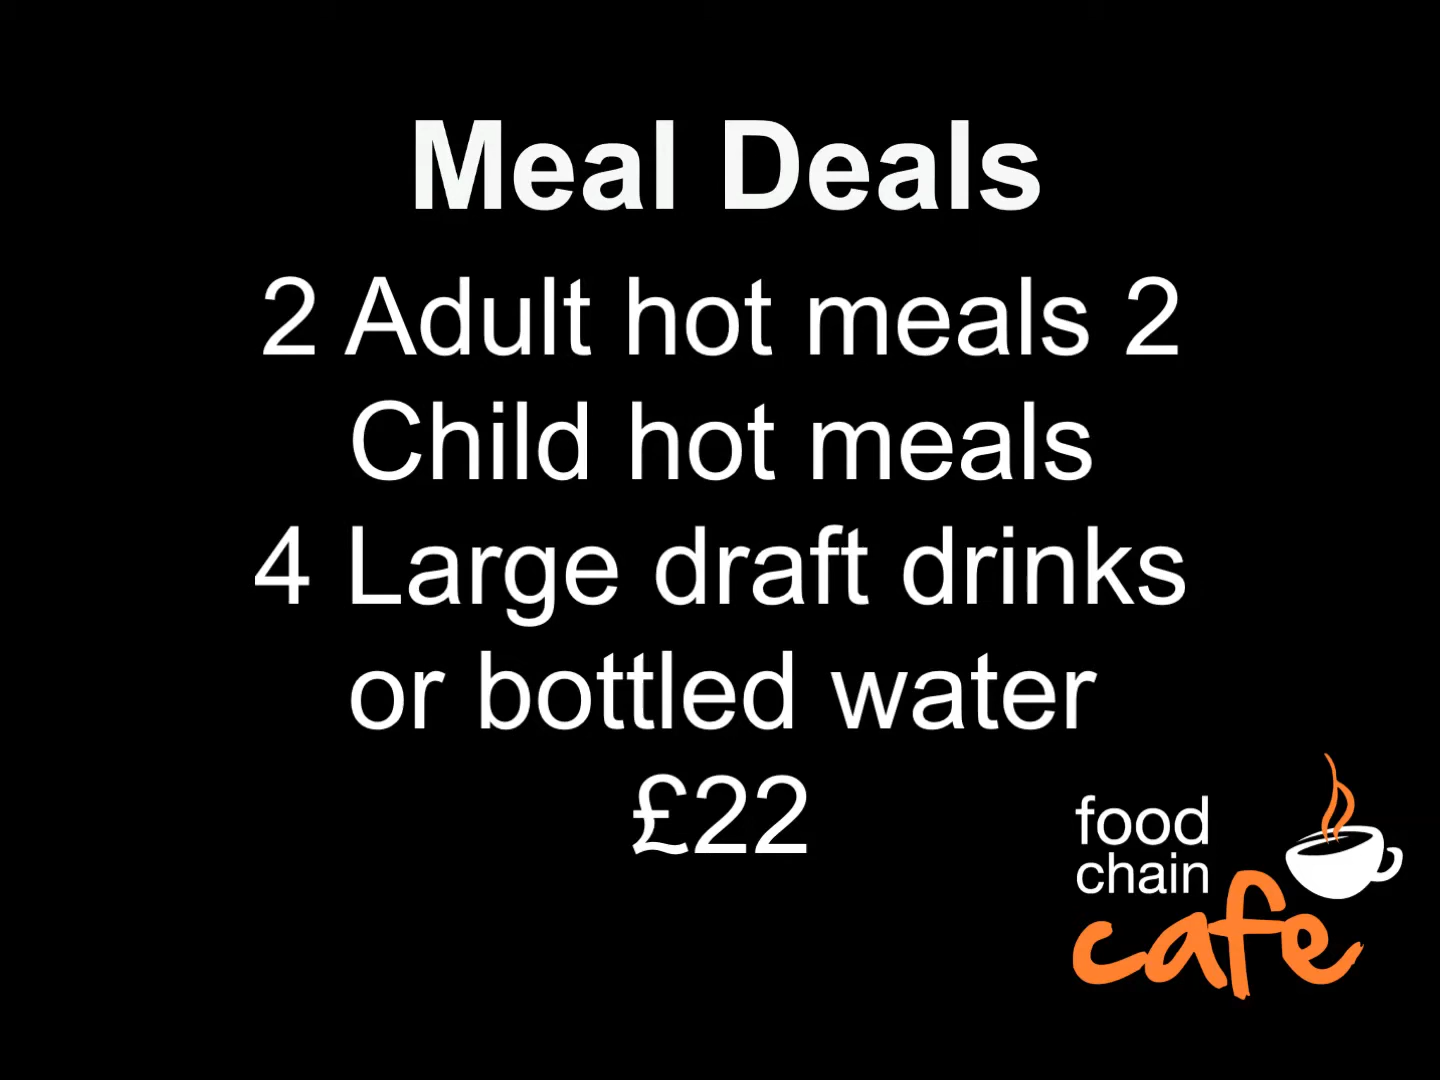 Meal Deals
2 Adult hot meals 2
Child hot meals
4 Large draft drinks
or bottled water
£22
food
chain
cafe